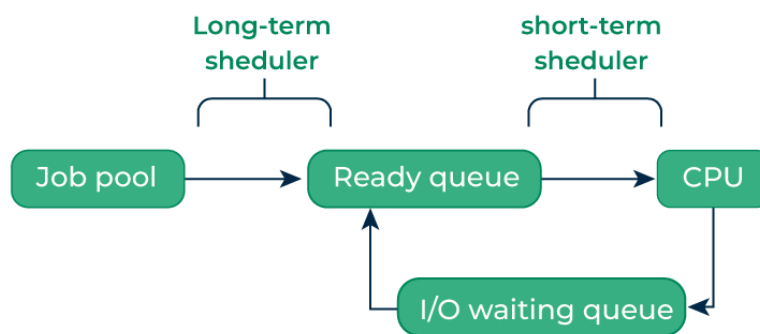 Long-term
sheduler
short-term
sheduler
Job pool
Ready queue
CPU
I/O waiting queue